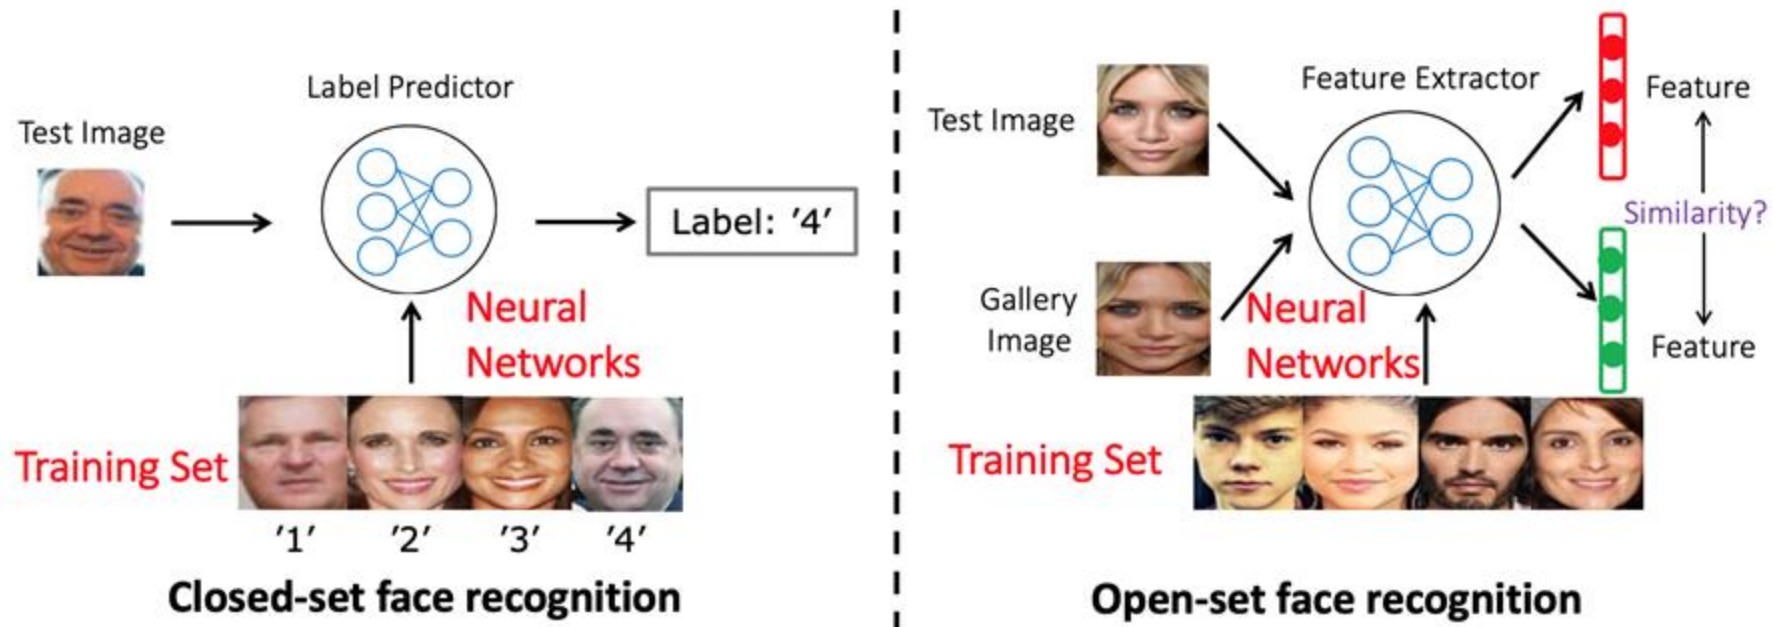 Label Predictor
Test Image
Label: '4'
Neural
Networks
Training Set
'1' '2' '3' '4'
Closed-set face recognition
Feature Extractor
Test Image
Feature
Similarity?
Gallery
Image
Neural
Networks
Feature
Training Set
Open-set face recognition